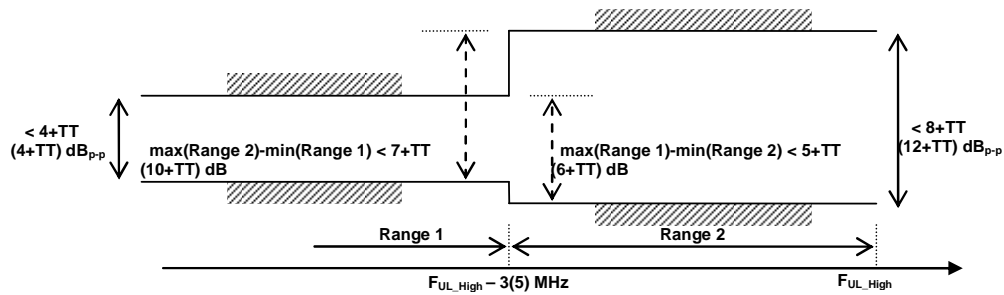 < 4+TT
(4+TT) dBp-p
max(Range 2)-min(Range 1) < 7+TT
(10+TT) dB
max(Range 1)-min(Range 2) < 5+TT
(6+TT) dB
< 8+TT
(12+TT) dBp-p
Range 1
Range 2
FUL_High – 3(5) MHz
FUL_High